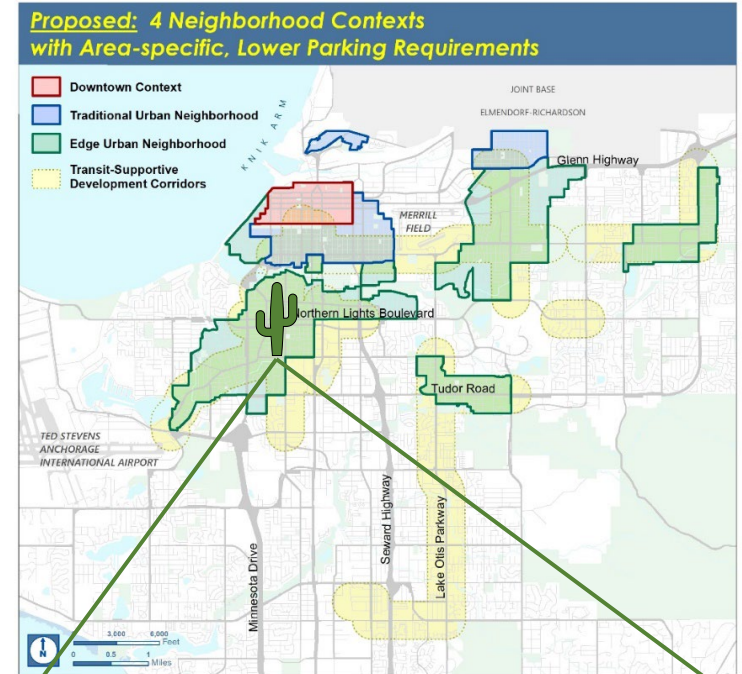 Proposed: 4 Neighborhood Contexts
with Area-specific, Lower Parking Requirements
Downtown Context
Traditional Urban Neighborhood
Edge Urban Neighborhood
Transit-Supportive
Development Corridors
KNIK ARM
JOINT BASE
ELMENDORF-RICHARDSON
Glenn Highway
MERRILL
FIELD
Northern Lights Boulevard
Tudor Road
TED STEVENS
ANCHORAGE
INTERNATIONAL AIRPORT
Minnesota Drive
Seward Highway
Lake Otis Parkway
N
0 3,000 6,000
Feet
0 0.5 1
Miles